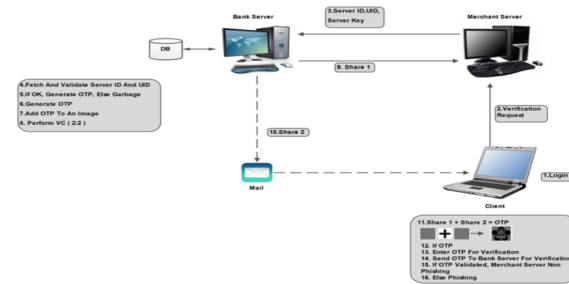 3.Server ID,UID,
Server Key
Bank Server
Merchant Server
DB
9. Share 1
4.Fetch And Validate Server ID And UID
5.If OK, Generate OTP, Else Garbage
6.Generate OTP
7.Add OTP To An Image
8. Perform VC ( 2:2 )
2.Verification
Request
10.Share 2
Mail
1.Login
Client
11.Share 1 + Share 2 = OTP
12. If OTP
13. Enter OTP For Verification
14. Send OTP To Bank Server For Verification
15. If OTP Validated, Merchant Server Non
Phishing
16. Else Phishing